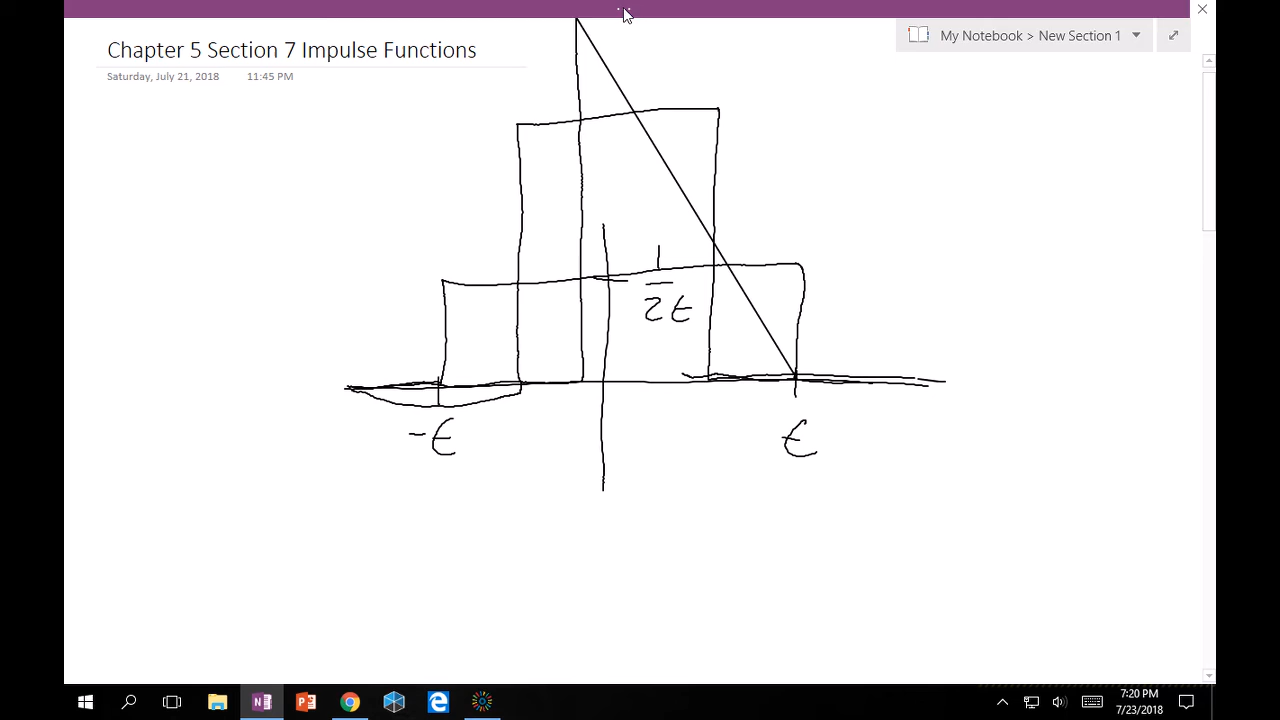 Chapter 5 Section 7 Impulse Functions
Saturday, July 21, 2018 11:45 PM
My Notebook > New Section 1
1
2ε
-ε
ε
7:20 PM
7/23/2018